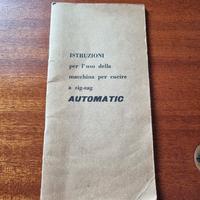 ISTRUZIONI
per l'uso della
macchina per cucire
a zig-zag
AUTOMATIC